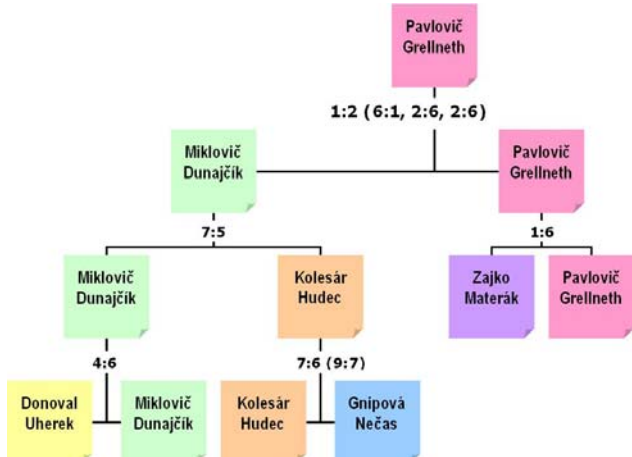 Pavlovič
Grellneth
1:2 (6:1, 2:6, 2:6)
Miklovič
Dunajčík
Pavlovič
Grellneth
7:5
1:6
Miklovič
Dunajčík
Kolesár
Hudec
Zajko
Materák
Pavlovič
Grellneth
4:6
7:6 (9:7)
Donoval
Uherek
Miklovič
Dunajčík
Kolesár
Hudec
Gnipová
Nečas